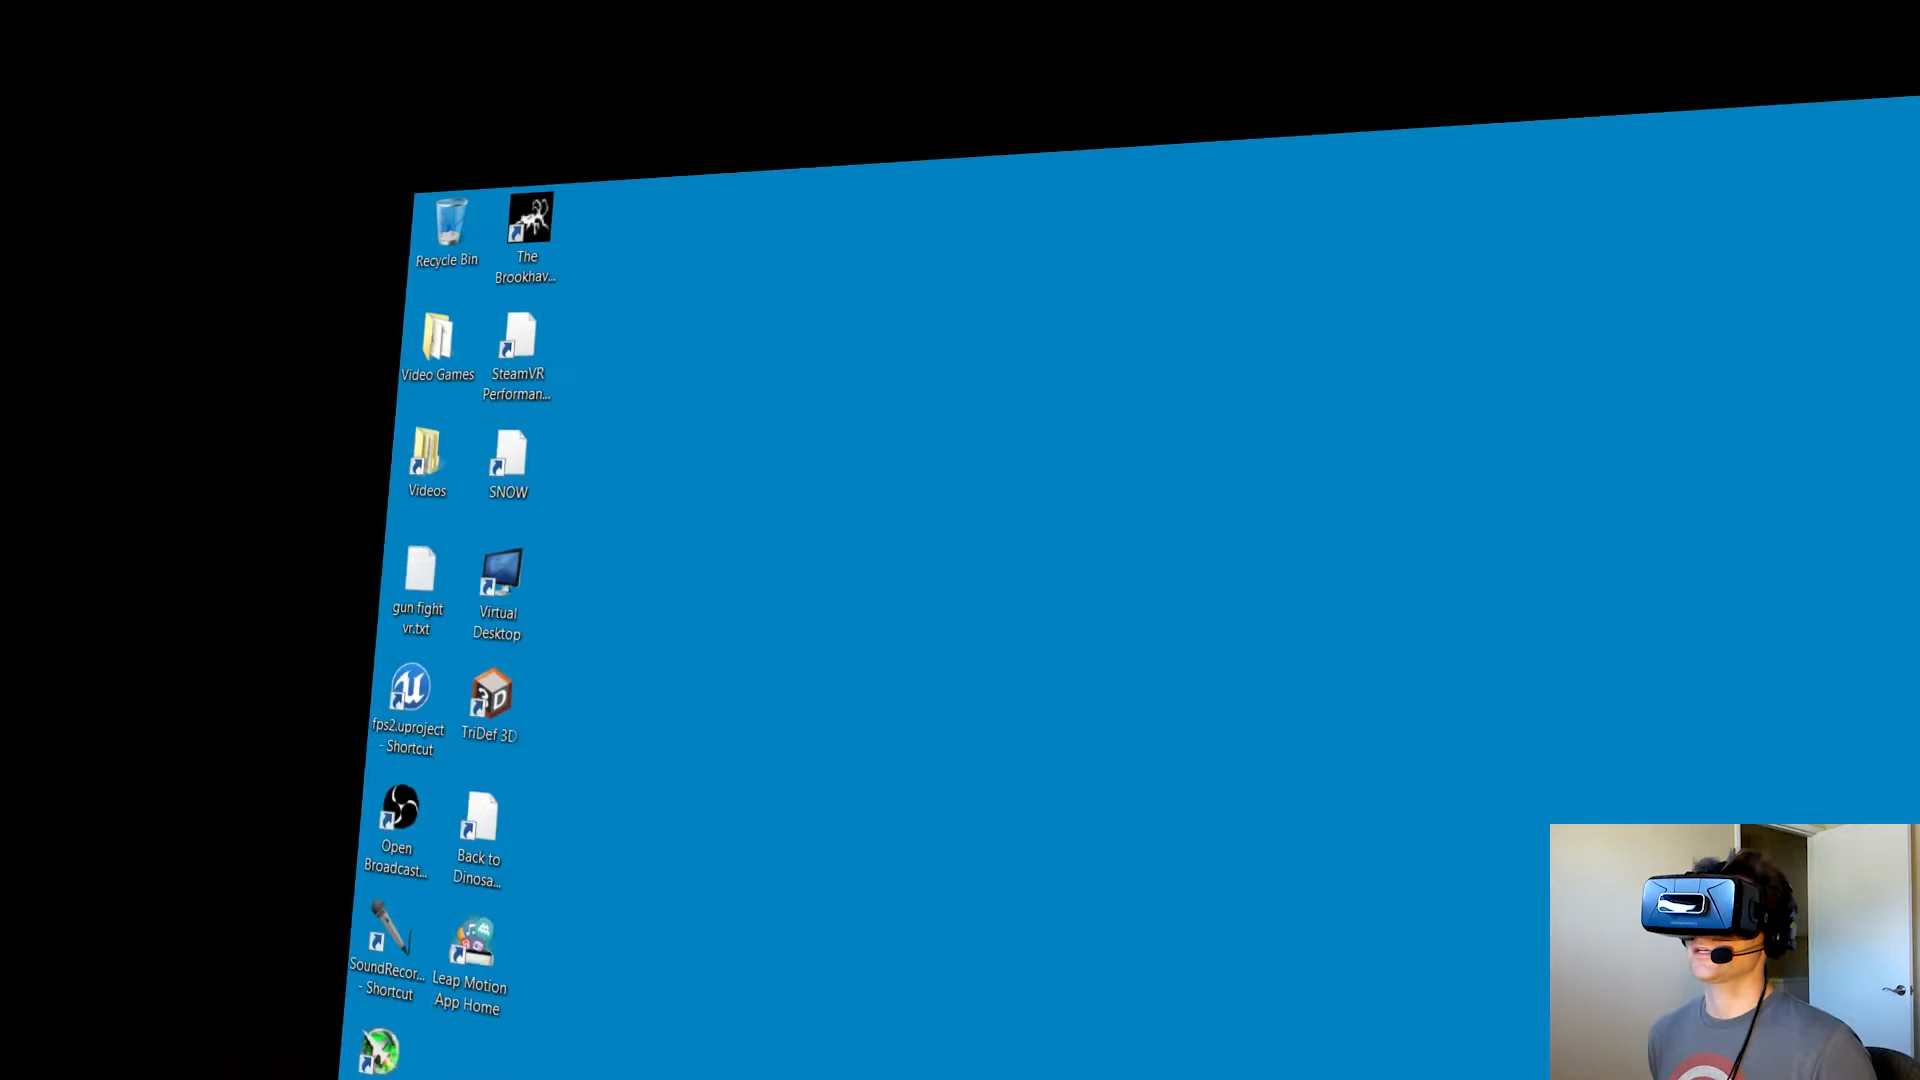 Recycle Bin
The
Brookhav...
Video Games
SteamVR
Performan...
Videos
SNOW
gun fight
vr.txt
Virtual
Desktop
fps2.uproject
- Shortcut
TriDef 3D
Open
Broadcast...
Back to
Dinosa...
SoundRecor...
- Shortcut
Leap Motion
App Home